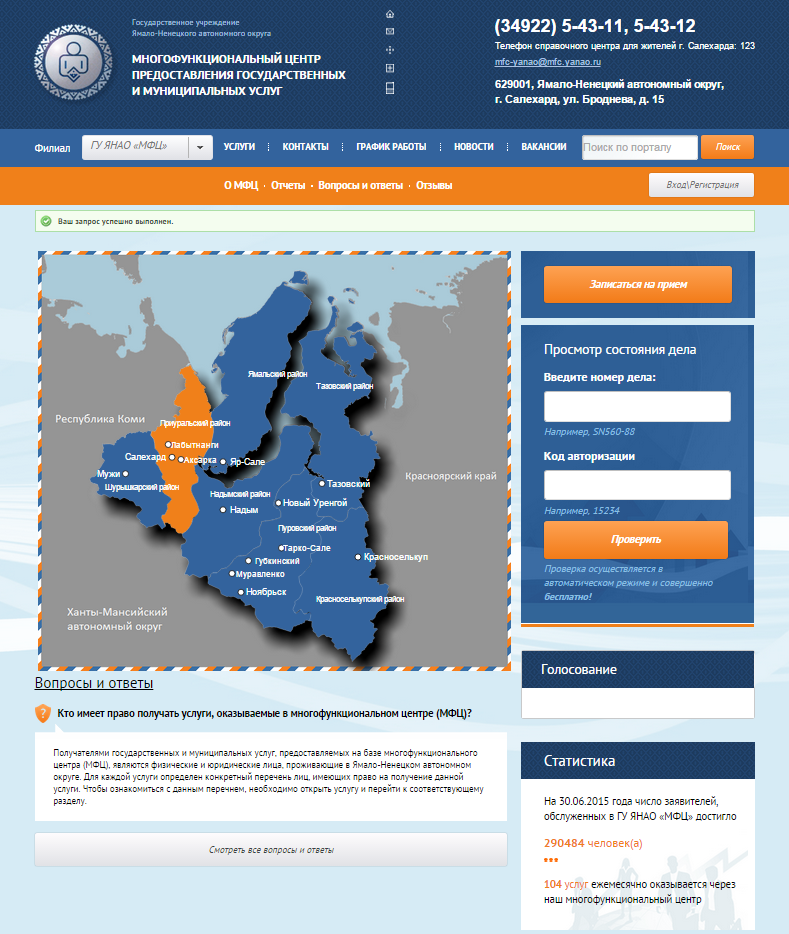 Государственное учреждение
Ямало-Ненецкого автономного округа
МНОГОФУНКЦИОНАЛЬНЫЙ ЦЕНТР
ПРЕДОСТАВЛЕНИЯ ГОСУДАРСТВЕННЫХ
И МУНИЦИПАЛЬНЫХ УСЛУГ
(34922) 5-43-11, 5-43-12
Телефон справочного центра для жителей г. Салехарда: 123
mfc-yanao@mfc.yanao.ru
629001, Ямало-Ненецкий автономный округ,
г. Салехард, ул. Броднева, д. 15
Филиал
ГУ ЯНАО «МФЦ»
УСЛУГИ
КОНТАКТЫ
ГРАФИК РАБОТЫ
НОВОСТИ
ВАКАНСИИ
Поиск по порталу
Поиск
О МФЦ · Отчеты · Вопросы и ответы · Отзывы
Вход\Регистрация
Ваш запрос успешно выполнен.
Ямальский район
Тазовский район
Республика Коми
Приуральский район
Лабытнанги
Салехард
Аксарка
Яр-Сале
Мужи
Шурышкарский район
Красноярский край
Тазовский
Надымский район
Новый Уренгой
Надым
Пуровский район
Тарко-Сале
Красноселькуп
Губкинский
Муравленко
Ноябрьск
Красноселькупский район
Ханты-Мансийский
автономный округ
Записаться на прием
Просмотр состояния дела
Введите номер дела:
Например, SN560-88
Код авторизации
Например, 15234
Проверить
Проверка осуществляется в
автоматическом режиме и совершенно
бесплатно!
Вопросы и ответы
Кто имеет право получать услуги, оказываемые в многофункциональном центре (МФЦ)?
Получателями государственных и муниципальных услуг, предоставляемых на базе многофункционального
центра (МФЦ), являются физические и юридические лица, проживающие в Ямало-Ненецком автономном
округе. Для каждой услуги определен конкретный перечень лиц, имеющих право на получение данной
услуги. Чтобы ознакомиться с данным перечнем, необходимо открыть услугу и перейти к соответствующему
разделу.
Смотреть все вопросы и ответы
Голосование
Статистика
На 30.06.2015 года число заявителей,
обслуженных в ГУ ЯНАО «МФЦ» достигло
290484 человек(а)
104 услуг ежемесячно оказывается через
наш многофункциональный центр